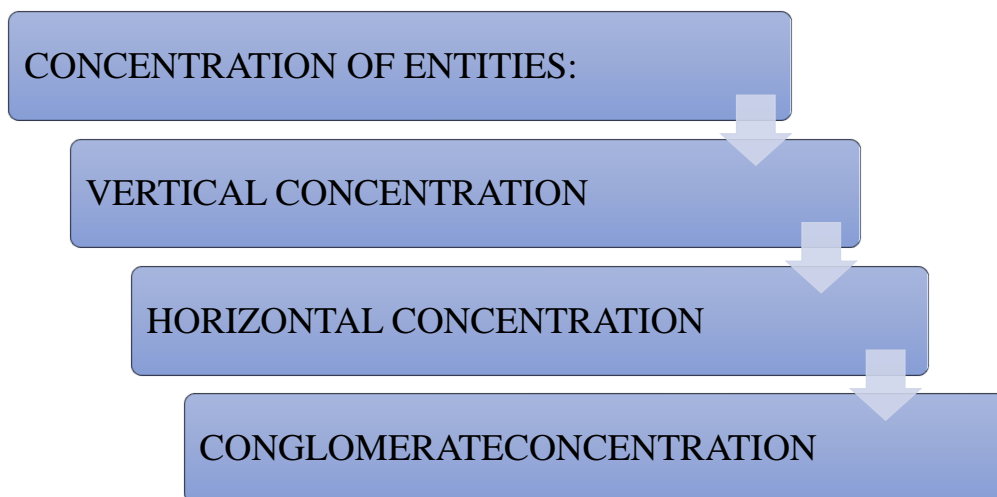 CONCENTRATION OF ENTITIES:
VERTICAL CONCENTRATION
HORIZONTAL CONCENTRATION
CONGLOMERATECONCENTRATION